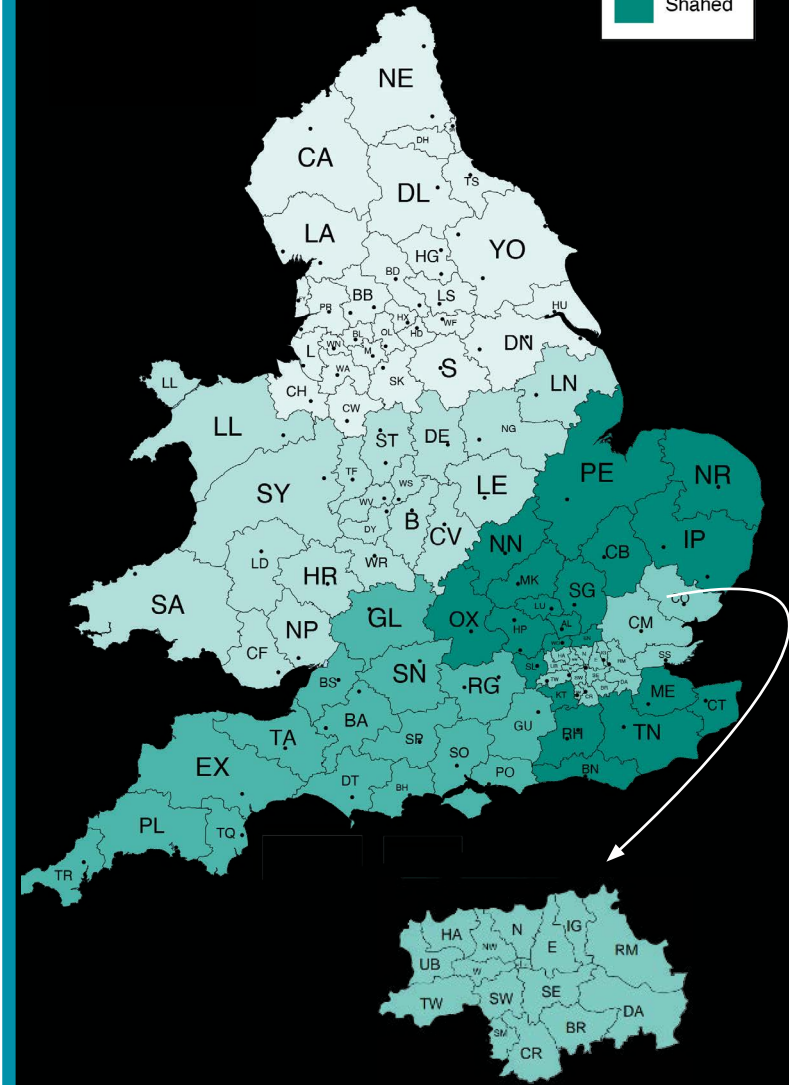 Shahed
NE
DH
CA
DL
TS
LA
HG
YO
BD
PR
BB
LS
HU
HX
WF
BL
OL
HD
WN
M
L
DN
WA
S
SK
LL
CH
LN
CW
LL
ST
DE
NG
PE
NR
TF
SY
WS
LE
WV
B
DY
CV
NN
IP
CB
LD
WR
HR
MK
SG
SA
LU
CO
GL
OX
AL
CM
NP
HP
CF
SL
SS
SN
RG
BS
KT
ME
CT
BA
GU
TA
SP
RH
TN
SO
EX
DT
PO
BN
BH
PL
TQ
TR
HA
N
IG
NW
E
RM
UB
W
SW
SE
TW
DA
SM
BR
CR